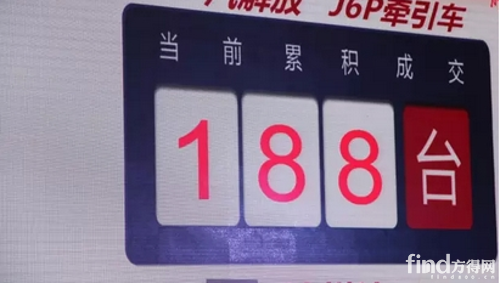 汽解放 J6P牵引车
当前累积成交
188台
find方得网